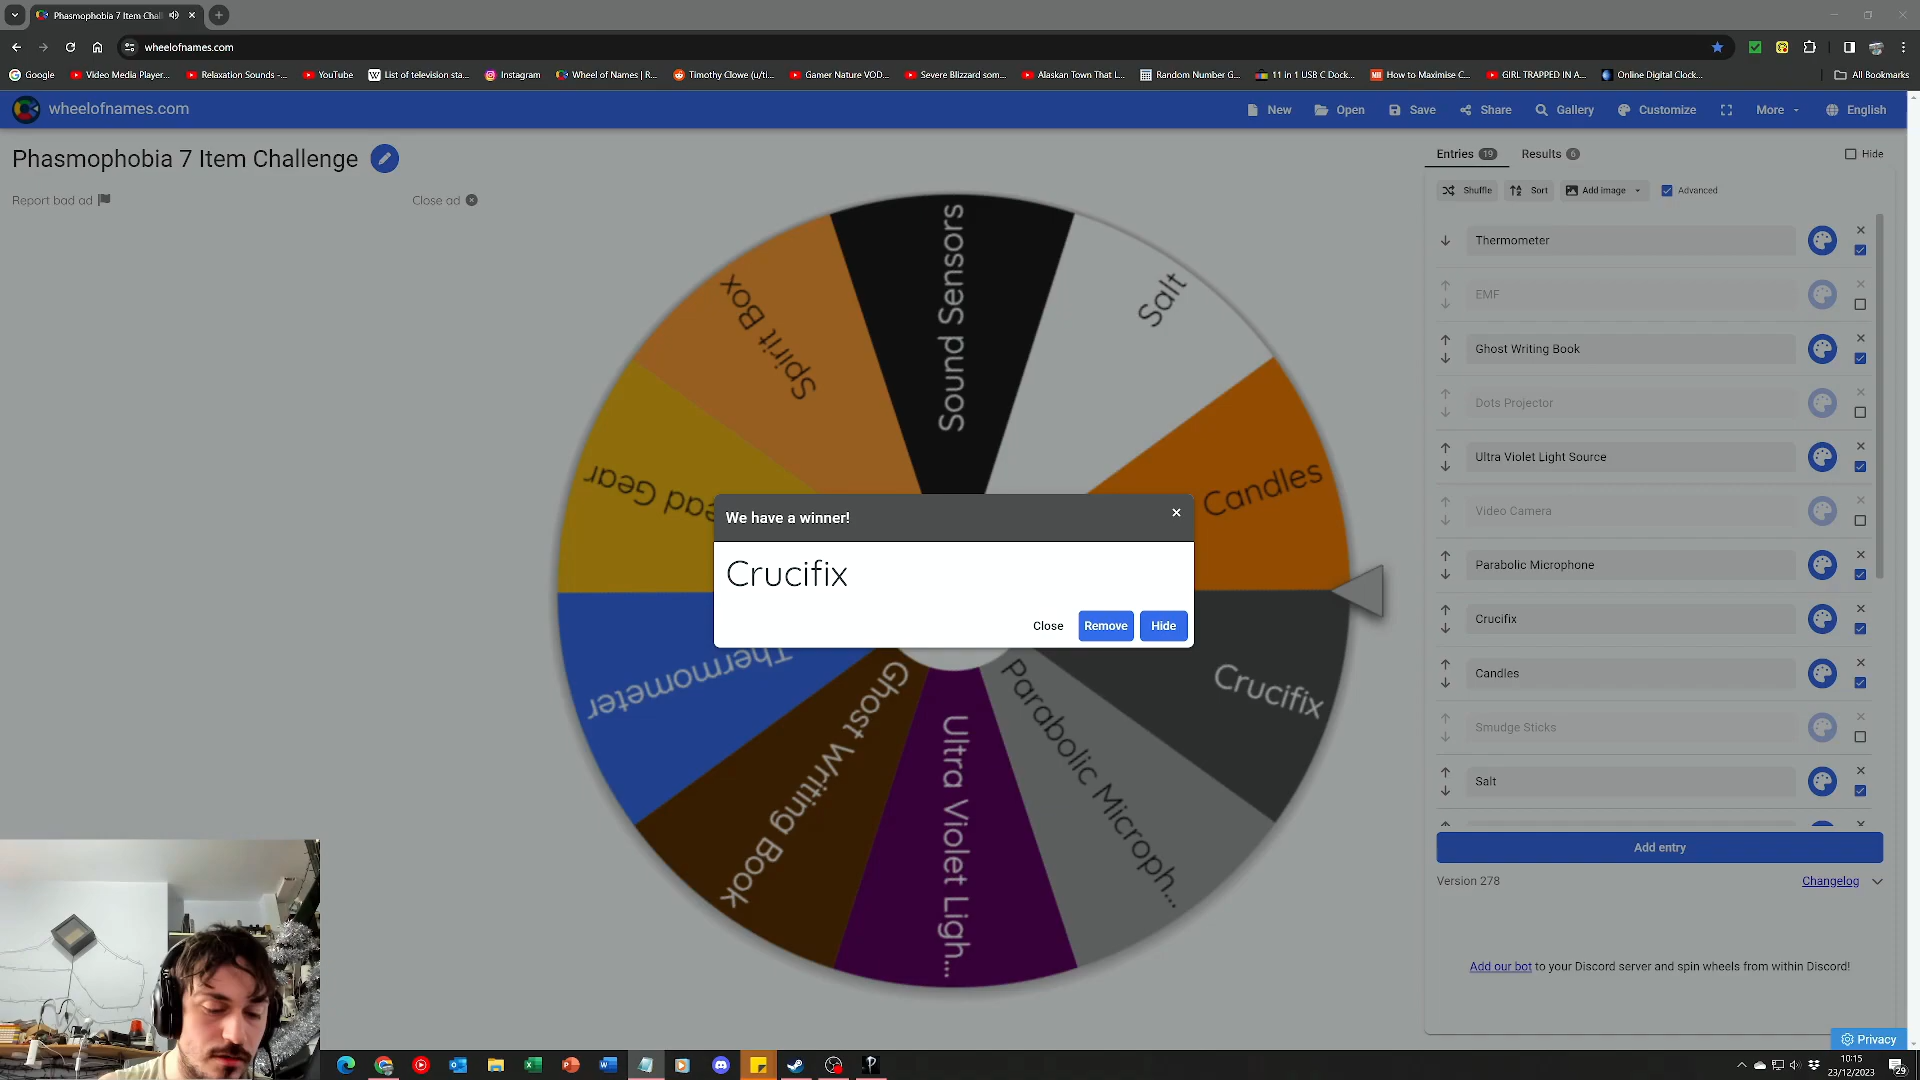 Phasmophobia 7 Item Chal
wheelofnames.com
Google
Video Media Player...
Relaxation Sounds -...
YouTube
List of television sta...
Instagram
Wheel of Names | R...
Timothy Clowe (u/ti...
Gamer Nature VOD...
Severe Blizzard som...
Alaskan Town That L...
Random Number G...
11 in 1 USB C Dock...
How to Maximise C...
GIRL TRAPPED IN A...
Online Digital Clock...
All Bookmarks
wheelofnames.com
New
Open
Save
Share
Gallery
Customize
More
English
Phasmophobia 7 Item Challenge
Report bad ad
Close ad
Entries 19
Results 6
Hide
Shuffle
Sort
Add image
Advanced
Thermometer
EMF
Ghost Writing Book
Dots Projector
Ultra Violet Light Source
Video Camera
Parabolic Microphone
Crucifix
Candles
Smudge Sticks
Salt
Add entry
Version 278
Changelog
Add our bot to your Discord server and spin wheels from within Discord!
Privacy
Sound Sensors
Salt
Candles
Crucifix
Parabolic Microph...
Ultra Violet Ligh...
Ghost Writing Book
Thermometer
ead Gear
Spirit Box
We have a winner!
Crucifix
Close
Remove
Hide
10:15
23/12/2023
29